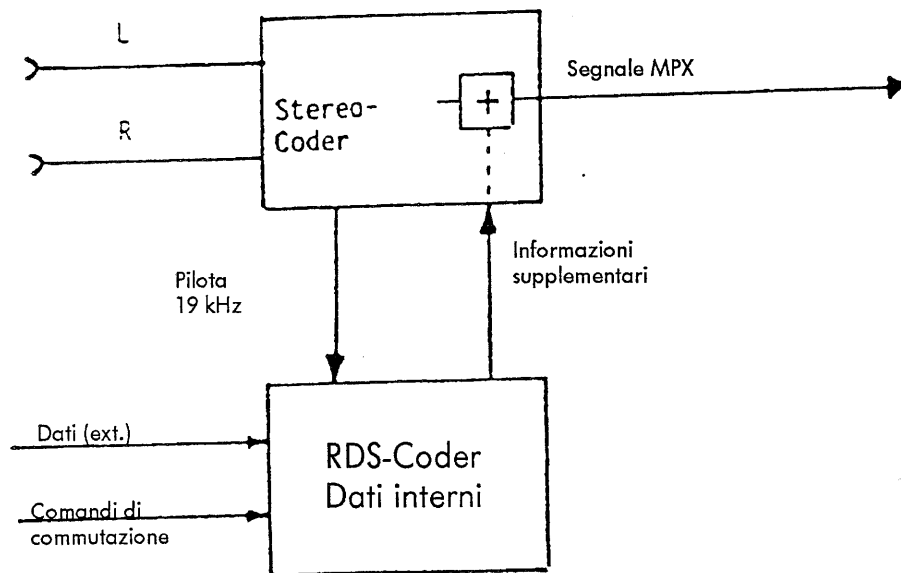 L
Segnale MPX
+
Stereo-
Coder
R
Informazioni
supplementari
Pilota
19 kHz
Dati (ext.)
RDS-Coder
Dati interni
Comandi di
commutazione